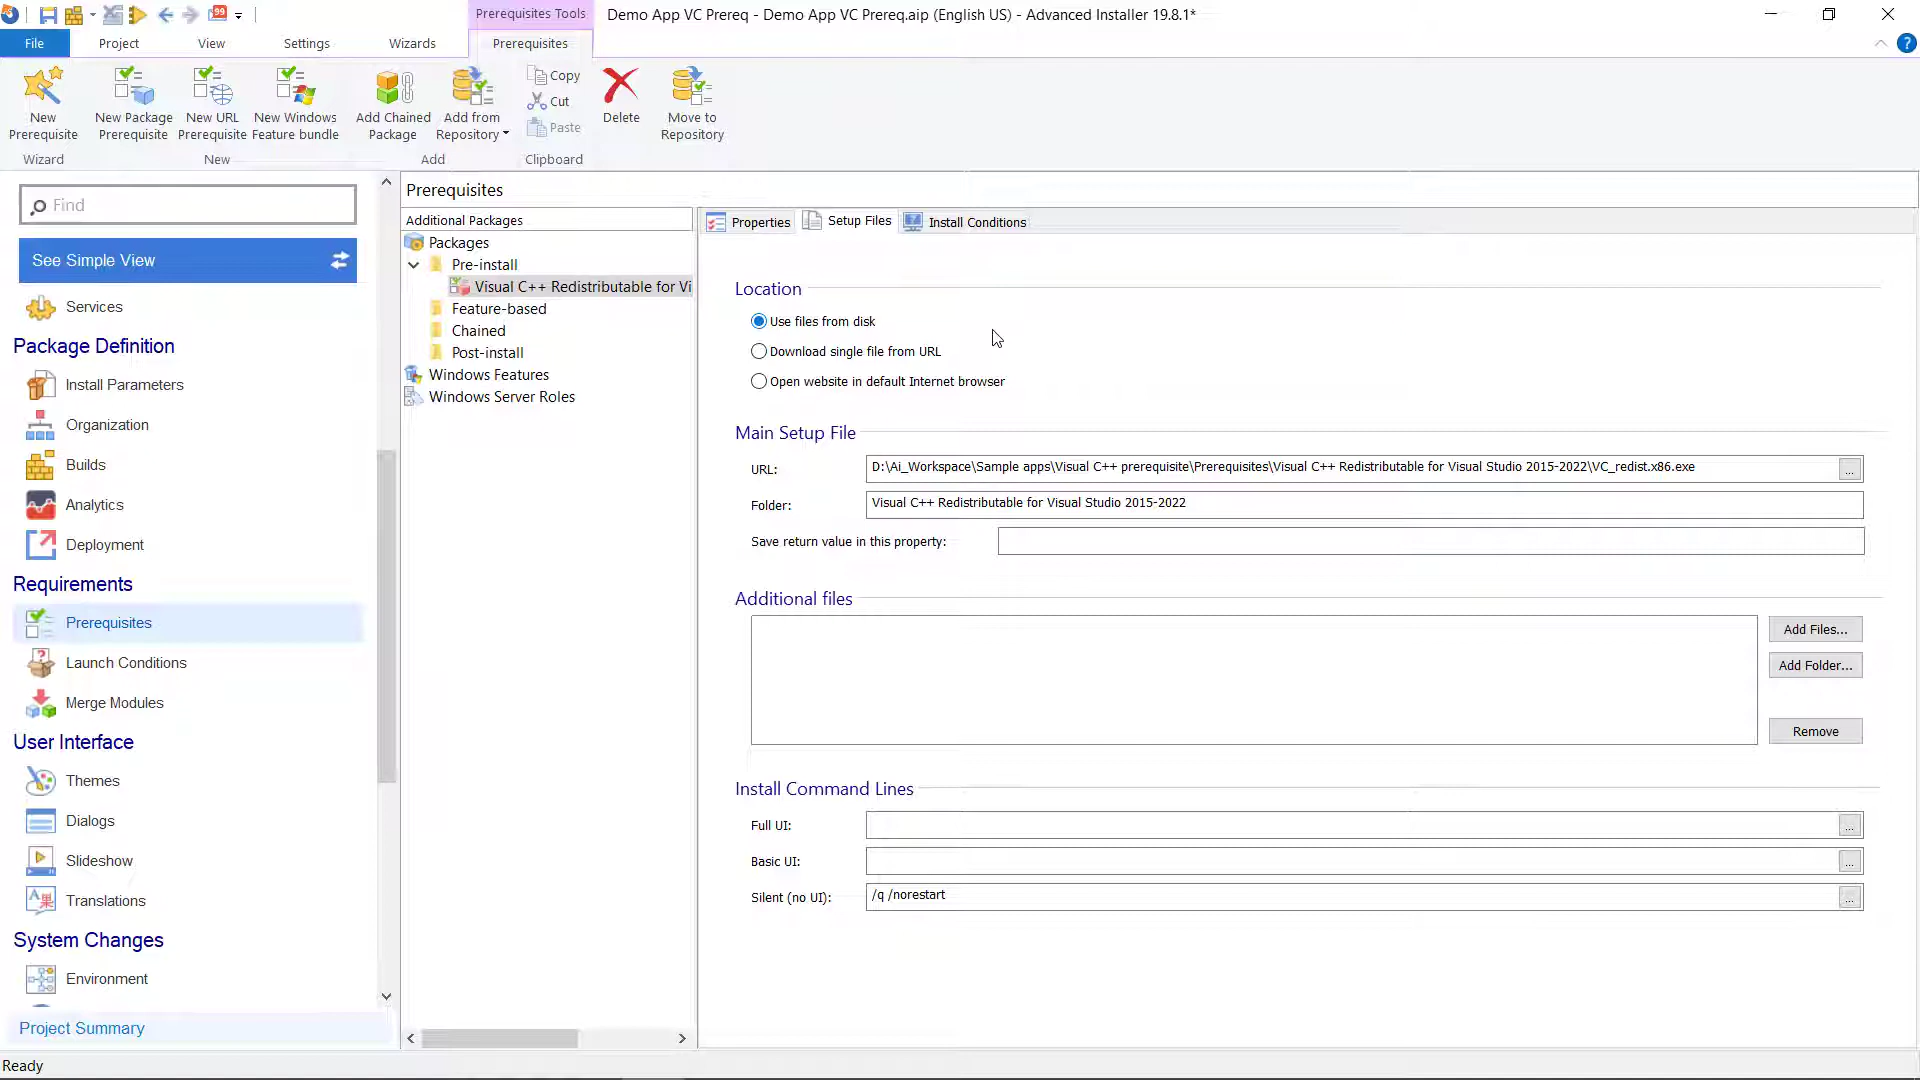 99
Prerequisites Tools
Demo App VC Prereq - Demo App VC Prereq.aip (English US) - Advanced Installer 19.8.1*
File
Project
View
Settings
Wizards
Prerequisites
?
New Prerequisite
New Package Prerequisite
New URL Prerequisite
New Windows Feature bundle
Add Chained Package
Add from Repository
Copy
Cut
Paste
Delete
Move to Repository
Wizard
New
Add
Clipboard
Find
See Simple View
Services
Package Definition
Install Parameters
Organization
Builds
Analytics
Deployment
Requirements
Prerequisites
Launch Conditions
Merge Modules
User Interface
Themes
Dialogs
Slideshow
Translations
System Changes
Environment
Project Summary
Ready
Prerequisites
Additional Packages
Packages
Pre-install
Visual C++ Redistributable for Vi
Feature-based
Chained
Post-install
Windows Features
Windows Server Roles
Properties
Setup Files
Install Conditions
Location
Use files from disk
Download single file from URL
Open website in default Internet browser
Main Setup File
URL: D:\Ai_Workspace\Sample apps\Visual C++ prerequisite\Prerequisites\Visual C++ Redistributable for Visual Studio 2015-2022\VC_redist.x86.exe ...
Folder: Visual C++ Redistributable for Visual Studio 2015-2022
Save return value in this property:
Additional files
Add Files...
Add Folder...
Remove
Install Command Lines
Full UI: ...
Basic UI: ...
Silent (no UI): /q /norestart ...